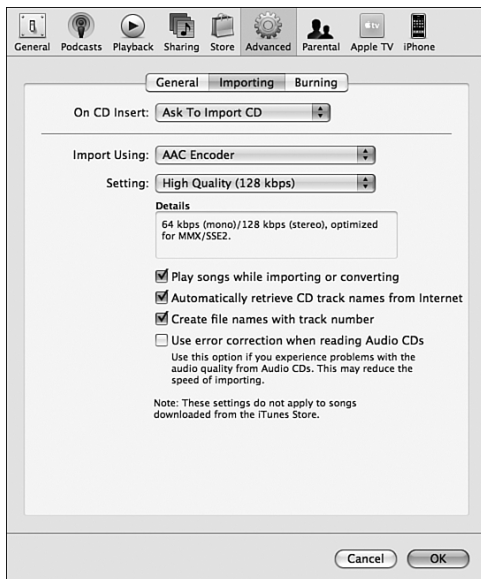 General Podcasts Playback Sharing Store Advanced Parental Apple TV iPhone
General Importing Burning
On CD Insert: Ask To Import CD
Import Using: AAC Encoder
Setting: High Quality (128 kbps)
Details
64 kbps (mono)/128 kbps (stereo), optimized
for MMX/SSE2.
Play songs while importing or converting
Automatically retrieve CD track names from Internet
Create file names with track number
Use error correction when reading Audio CDs
Use this option if you experience problems with the
audio quality from Audio CDs. This may reduce the
speed of importing.
Note: These settings do not apply to songs
downloaded from the iTunes Store.
Cancel OK